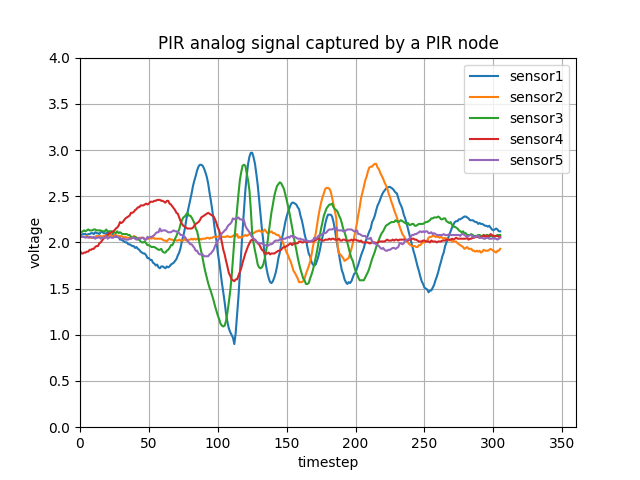 PIR analog signal captured by a PIR node
4.0
3.5
3.0
2.5
2.0
1.5
1.0
0.5
0.0
voltage
sensor1
sensor2
sensor3
sensor4
sensor5
0 50 100 150 200 250 300 350
timestep